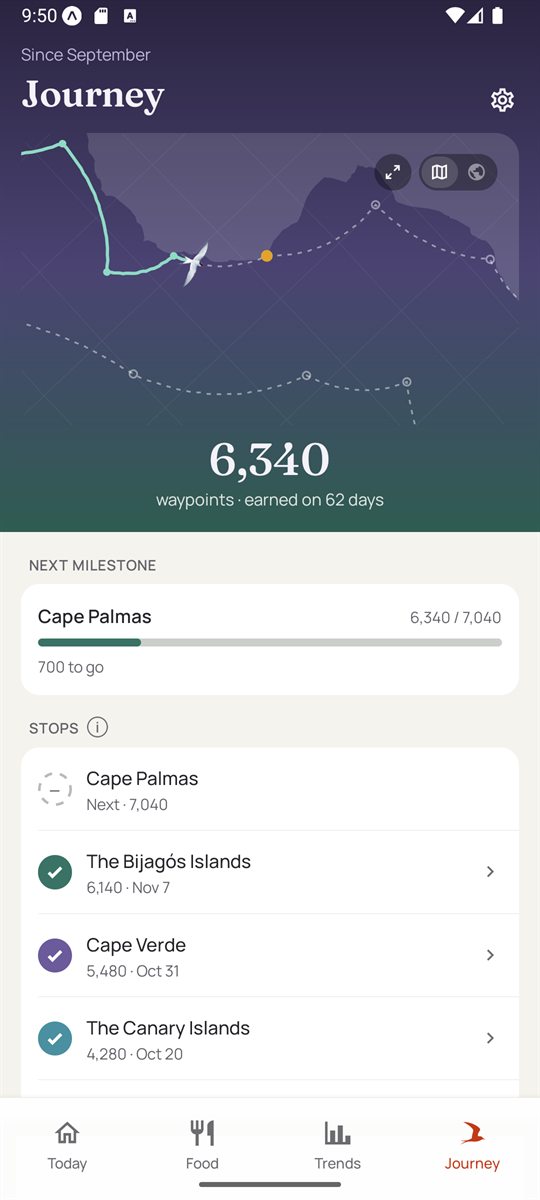 9:50
Since September
Journey
6,340
waypoints · earned on 62 days
NEXT MILESTONE
Cape Palmas
6,340 / 7,040
700 to go
STOPS
Cape Palmas
Next · 7,040
The Bijagós Islands
6,140 · Nov 7
Cape Verde
5,480 · Oct 31
The Canary Islands
4,280 · Oct 20
Today
Food
Trends
Journey